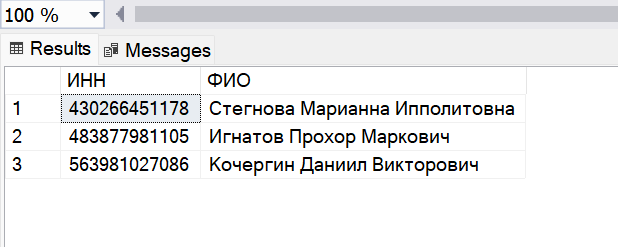 100 %
Results Messages
ИНН ФИО
1 430266451178 Стегнова Марианна Ипполитовна
2 483877981105 Игнатов Прохор Маркович
3 563981027086 Кочергин Даниил Викторович